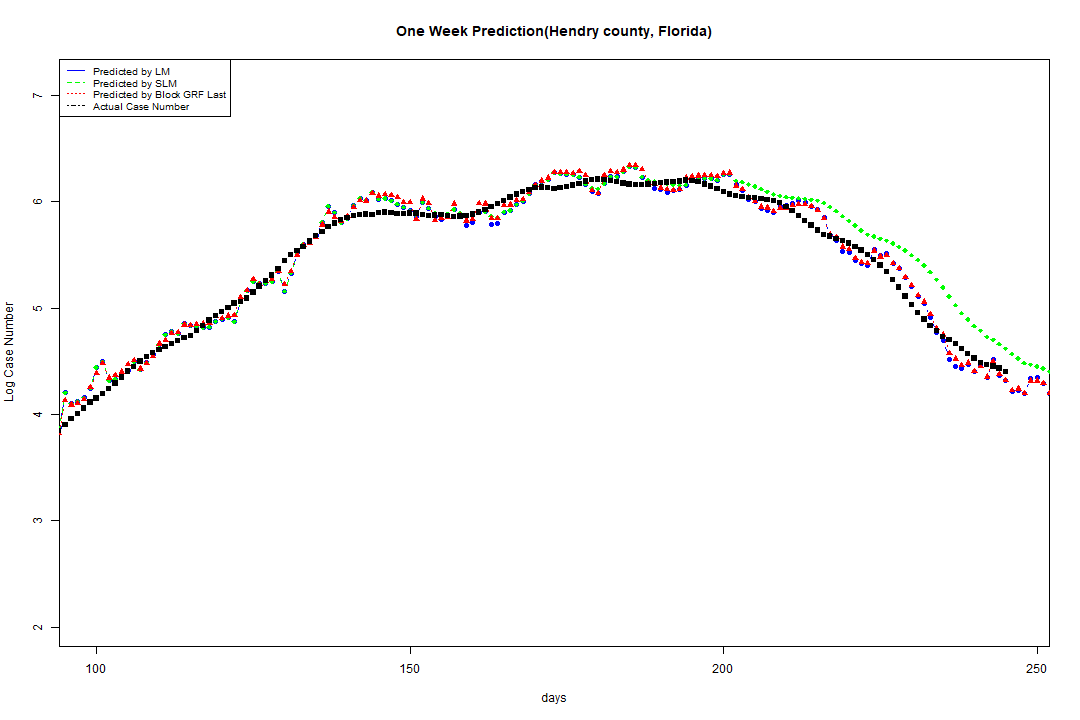 One Week Prediction(Hendry county, Florida)
Predicted by LM
Predicted by SLM
Predicted by Block GRF Last
Actual Case Number
7
6
5
4
3
2
Log Case Number
100 150 200 250
days